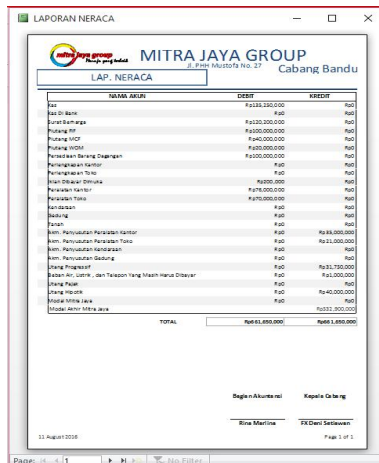 LAPORAN NERACA
mitra jaya group
MITRA JAYA GROUP
Jl. PHH Mustofa No. 27
Cabang Bandu
LAP. NERACA
NAMA AKUN DEBIT KREDIT
Kas Rp135,250,000 Rp0
Kas Di Bank Rp0 Rp0
Surat Berharga Rp120,200,000 Rp0
Piutang FIF Rp100,000,000 Rp0
Piutang MCF Rp40,000,000 Rp0
Piutang WOM Rp20,000,000 Rp0
Persediaan Barang Dagangan Rp100,000,000 Rp0
Perlengkapan Kantor Rp0 Rp0
Perlengkapan Toko Rp0 Rp0
Iklan Dibayar Dimuka Rp200,000 Rp0
Peralatan Kantor Rp76,000,000 Rp0
Peralatan Toko Rp70,000,000 Rp0
Kendaraan Rp0 Rp0
Gedung Rp0 Rp0
Tanah Rp0 Rp0
Akm. Penyusutan Peralatan Kantor Rp0 Rp35,000,000
Akm. Penyusutan Peralatan Toko Rp0 Rp21,000,000
Akm. Penyusutan Kendaraan Rp0 Rp0
Akm. Penyusutan Gedung Rp0 Rp0
Utang Progressif Rp0 Rp31,750,000
Beban Air, Listrik , dan Telepon Yang Masih Harus Dibayar Rp0 Rp1,000,000
Utang Pajak Rp0 Rp0
Utang Hipotik Rp0 Rp40,000,000
Modal Mitra Jaya Rp0 Rp0
Modal Akhir Mitra Jaya Rp532,900,000
TOTAL Rp661,650,000 Rp661,650,000
Bagian Akuntansi Kepala Cabang
Rina Marlina FX Deni Setiawan
11 August 2016 Page 1 of 1
Page: 1 No Filter